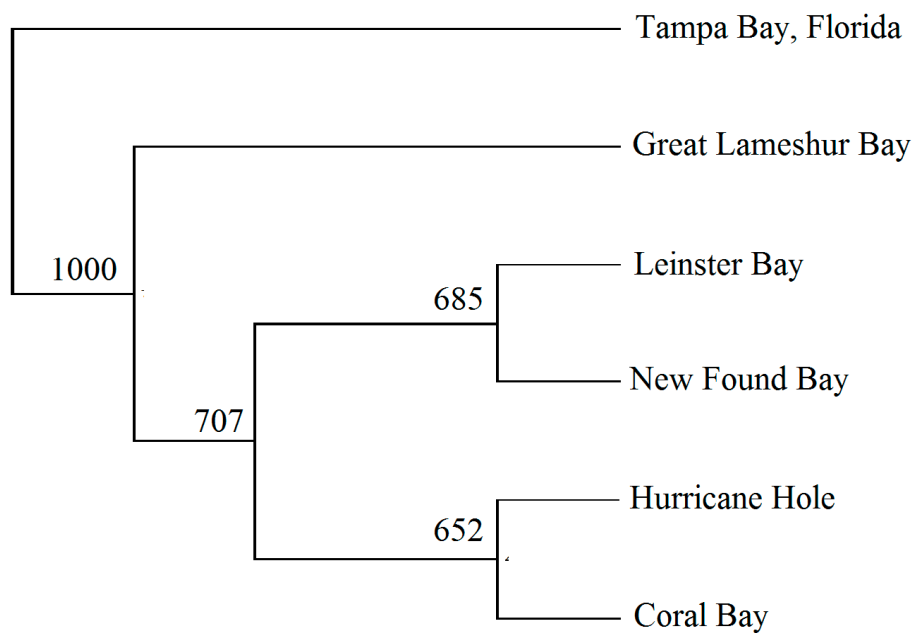 Tampa Bay, Florida
Great Lameshur Bay
1000
Leinster Bay
685
New Found Bay
707
Hurricane Hole
652
Coral Bay